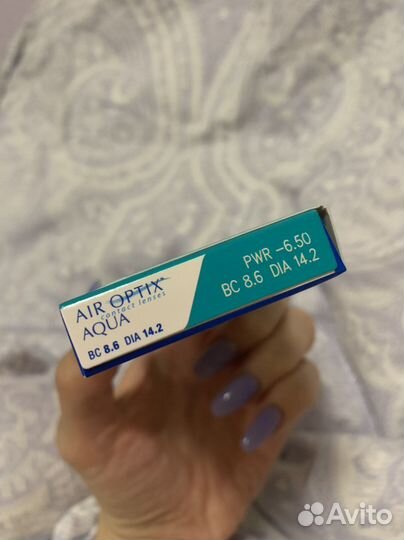 AIR OPTIX
contact lenses
AQUA
BC 8.6 DIA 14.2
PWR -6.50
BC 8.6 DIA 14.2
Avito